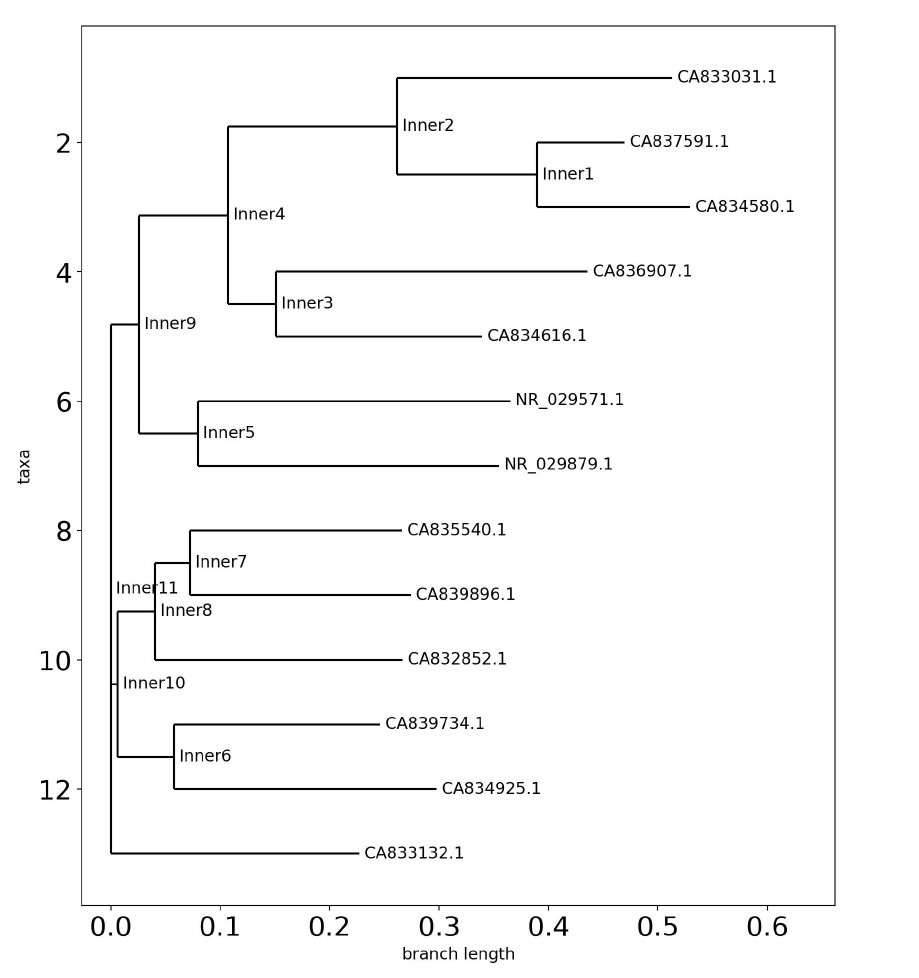 CA833031.1
Inner2
2
CA837591.1
Inner1
CA834580.1
Inner4
4
CA836907.1
Inner3
CA834616.1
Inner9
6
NR_029571.1
Inner5
taxa
NR_029879.1
8
CA835540.1
Inner7
Inner11
CA839896.1
Inner8
10
CA832852.1
Inner10
CA839734.1
Inner6
12
CA834925.1
CA833132.1
0.0 0.1 0.2 0.3 0.4 0.5 0.6
branch length